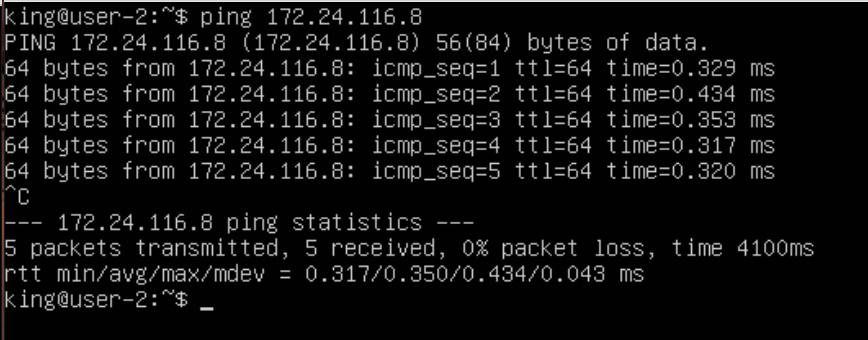 king@user-2:~$ ping 172.24.116.8
PING 172.24.116.8 (172.24.116.8) 56(84) bytes of data.
64 bytes from 172.24.116.8: icmp_seq=1 ttl=64 time=0.329 ms
64 bytes from 172.24.116.8: icmp_seq=2 ttl=64 time=0.434 ms
64 bytes from 172.24.116.8: icmp_seq=3 ttl=64 time=0.353 ms
64 bytes from 172.24.116.8: icmp_seq=4 ttl=64 time=0.317 ms
64 bytes from 172.24.116.8: icmp_seq=5 ttl=64 time=0.320 ms
^C
--- 172.24.116.8 ping statistics ---
5 packets transmitted, 5 received, 0% packet loss, time 4100ms
rtt min/avg/max/mdev = 0.317/0.350/0.434/0.043 ms
king@user-2:~$ _